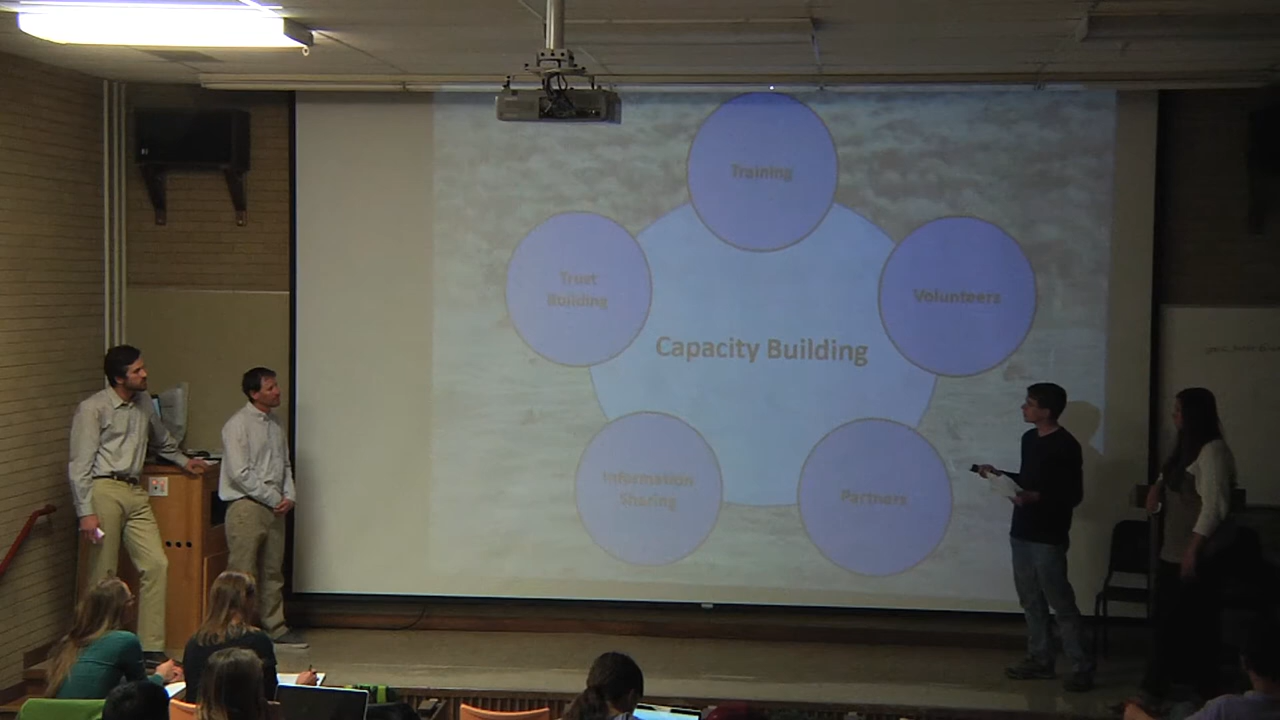 Training
Trust
Building
Volunteers
Capacity Building
Information
Sharing
Partners